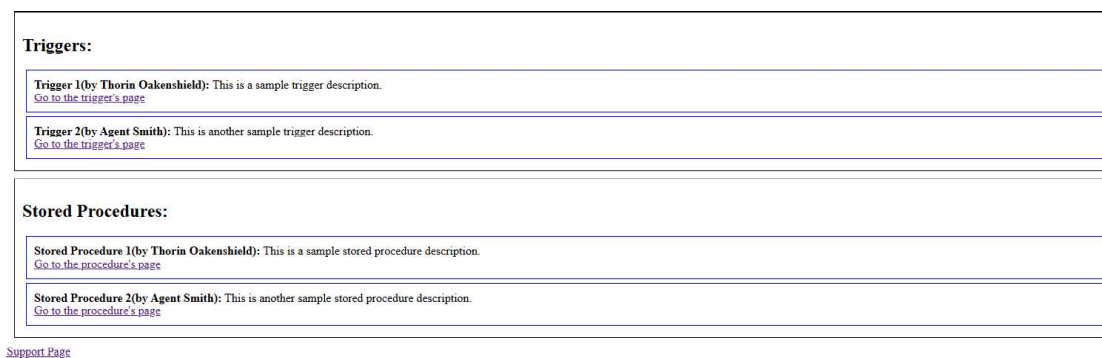 Triggers:
Trigger 1(by Thorin Oakenshield): This is a sample trigger description.
Go to the trigger's page
Trigger 2(by Agent Smith): This is another sample trigger description.
Go to the trigger's page
Stored Procedures:
Stored Procedure 1(by Thorin Oakenshield): This is a sample stored procedure description.
Go to the procedure's page
Stored Procedure 2(by Agent Smith): This is another sample stored procedure description.
Go to the procedure's page
Support Page